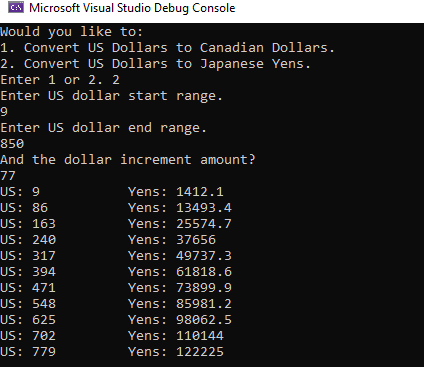 Microsoft Visual Studio Debug Console
Would you like to:
1. Convert US Dollars to Canadian Dollars.
2. Convert US Dollars to Japanese Yens.
Enter 1 or 2. 2
Enter US dollar start range.
9
Enter US dollar end range.
850
And the dollar increment amount?
77
US: 9 Yens: 1412.1
US: 86 Yens: 13493.4
US: 163 Yens: 25574.7
US: 240 Yens: 37656
US: 317 Yens: 49737.3
US: 394 Yens: 61818.6
US: 471 Yens: 73899.9
US: 548 Yens: 85981.2
US: 625 Yens: 98062.5
US: 702 Yens: 110144
US: 779 Yens: 122225